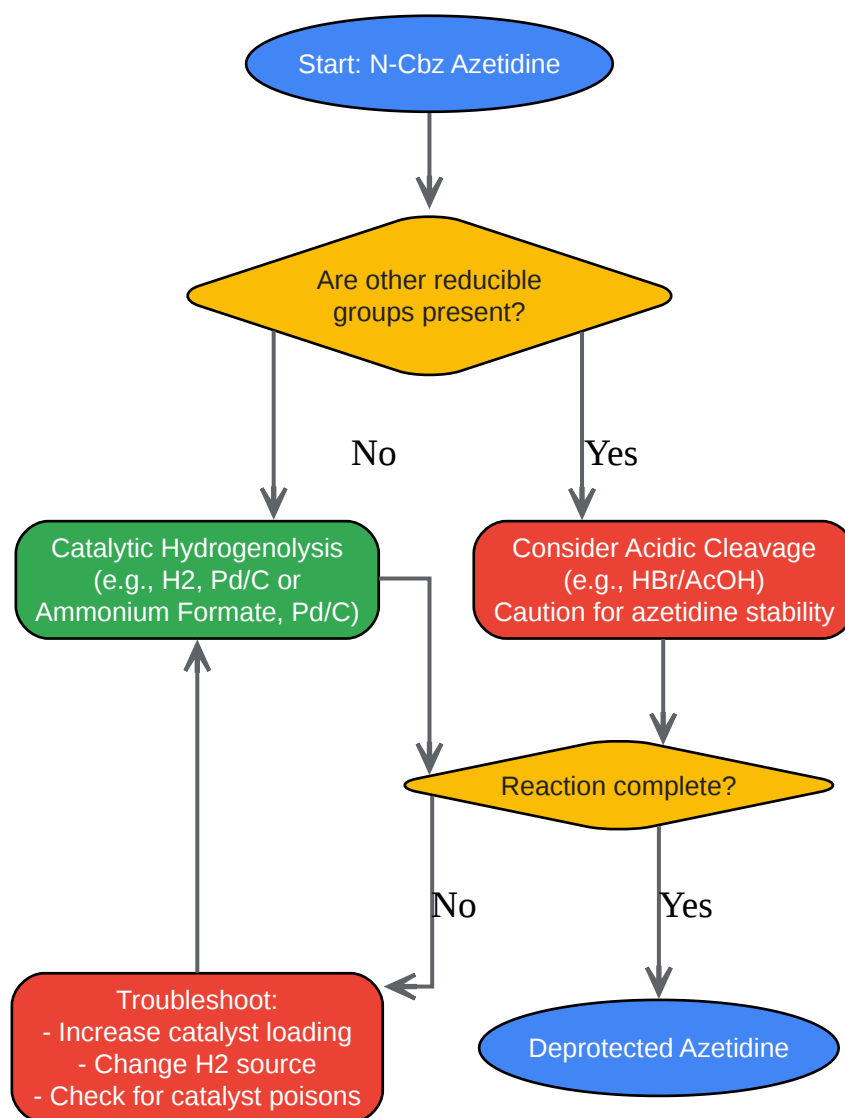 Start: N-Cbz Azetidine
Are other reducible
groups present?
No
Yes
Catalytic Hydrogenolysis
(e.g., H2, Pd/C or
Ammonium Formate, Pd/C)
Consider Acidic Cleavage
(e.g., HBr/AcOH)
Caution for azetidine stability
Reaction complete?
No
Yes
Troubleshoot:
- Increase catalyst loading
- Change H2 source
- Check for catalyst poisons
Deprotected Azetidine